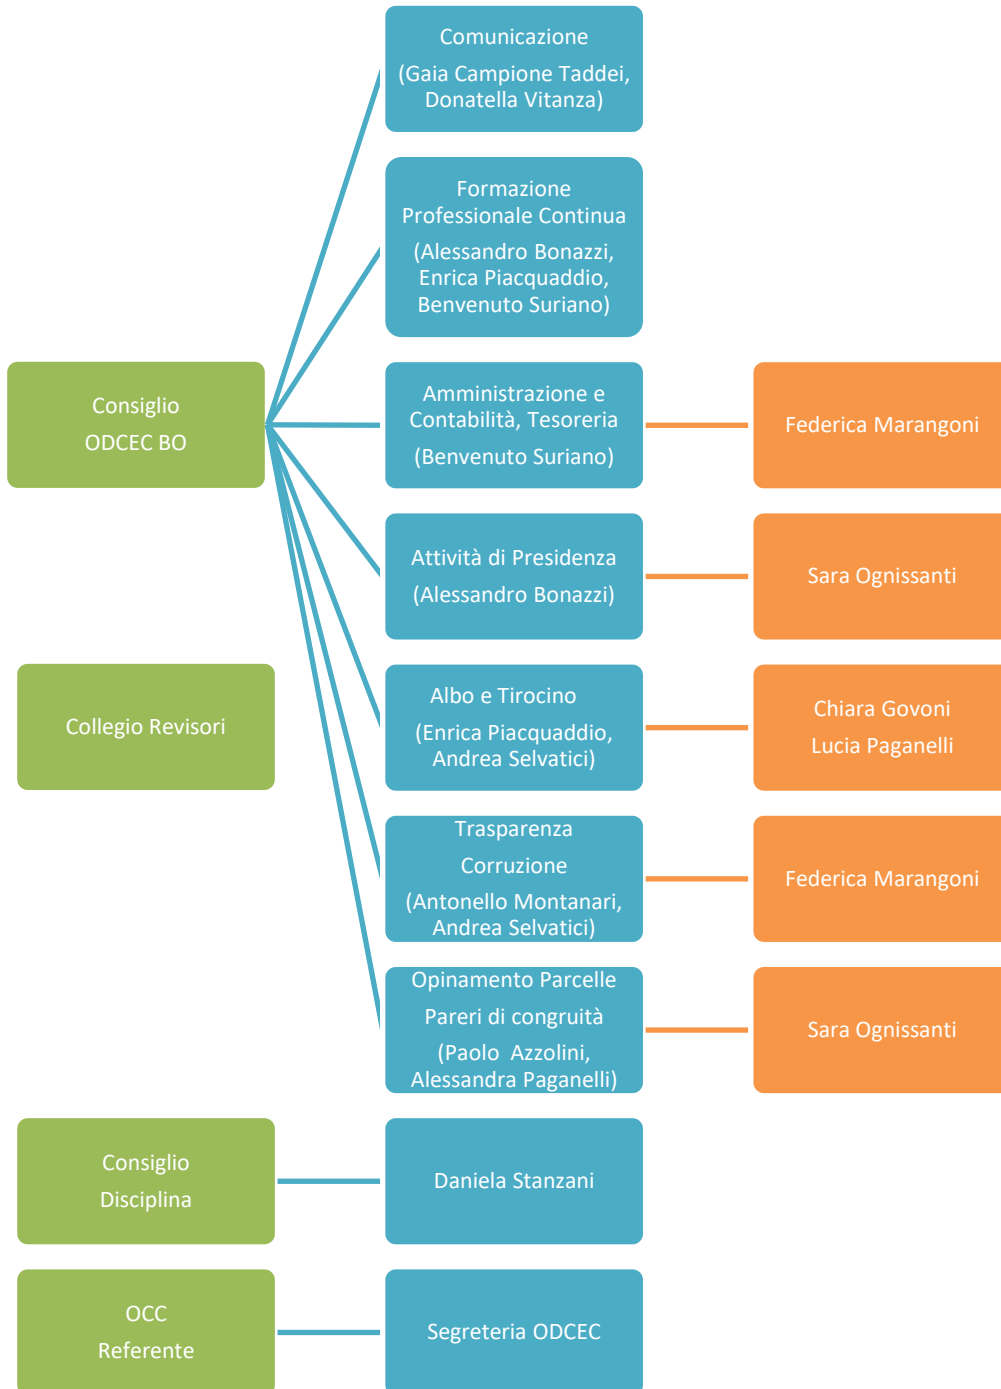 Comunicazione
(Gaia Campione Taddei,
Donatella Vitanza)
Formazione
Professionale Continua
(Alessandro Bonazzi,
Enrica Piacquaddio,
Benvenuto Suriano)
Consiglio
ODCEC BO
Amministrazione e
Contabilità, Tesoreria
(Benvenuto Suriano)
Federica Marangoni
Attività di Presidenza
(Alessandro Bonazzi)
Sara Ognissanti
Collegio Revisori
Albo e Tirocino
(Enrica Piacquaddio,
Andrea Selvatici)
Chiara Govoni
Lucia Paganelli
Trasparenza
Corruzione
(Antonello Montanari,
Andrea Selvatici)
Federica Marangoni
Opinamento Parcelle
Pareri di congruità
(Paolo  Azzolini,
Alessandra Paganelli)
Sara Ognissanti
Consiglio
Disciplina
Daniela Stanzani
OCC
Referente
Segreteria ODCEC